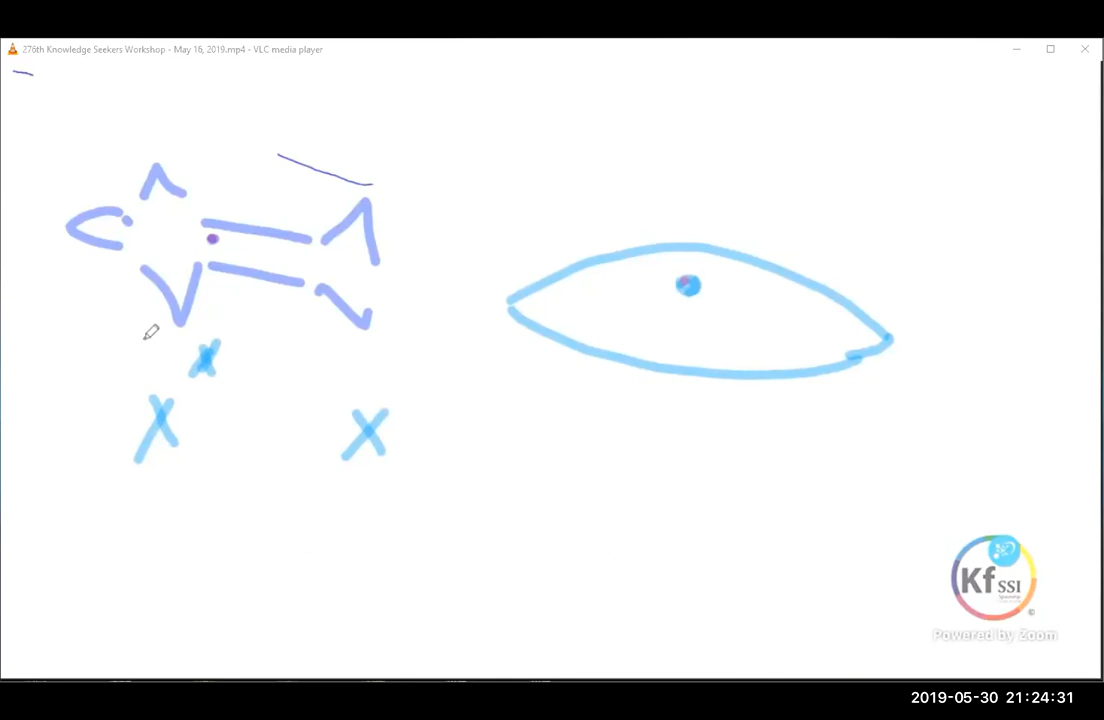 276th Knowledge Seekers Workshop - May 16, 2019.mp4 - VLC media player
X
X
X
Kf SSI
©
Powered by Zoom
2019-05-30 21:24:31